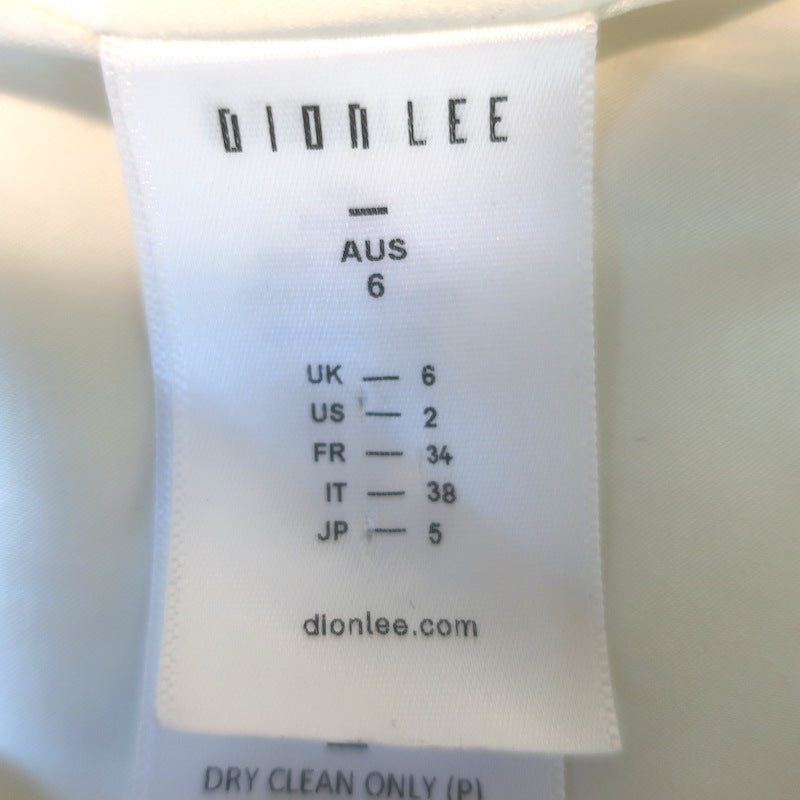 DION LEE
—
AUS
6
UK — 6
US — 2
FR — 34
IT — 38
JP — 5
dionlee.com
DRY CLEAN ONLY (P)